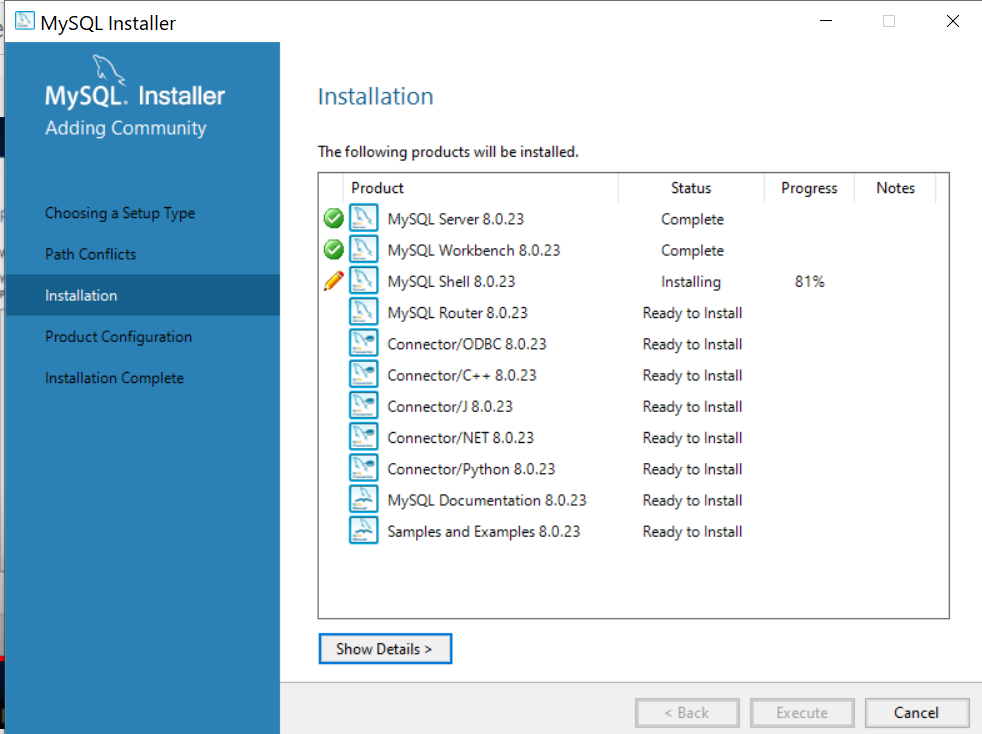 MySQL Installer
MySQL. Installer
Adding Community
Choosing a Setup Type
Path Conflicts
Installation
Product Configuration
Installation Complete
Installation
The following products will be installed.
Product Status Progress Notes
MySQL Server 8.0.23 Complete
MySQL Workbench 8.0.23 Complete
MySQL Shell 8.0.23 Installing 81%
MySQL Router 8.0.23 Ready to Install
Connector/ODBC 8.0.23 Ready to Install
Connector/C++ 8.0.23 Ready to Install
Connector/J 8.0.23 Ready to Install
Connector/NET 8.0.23 Ready to Install
Connector/Python 8.0.23 Ready to Install
MySQL Documentation 8.0.23 Ready to Install
Samples and Examples 8.0.23 Ready to Install
Show Details >
< Back Execute Cancel